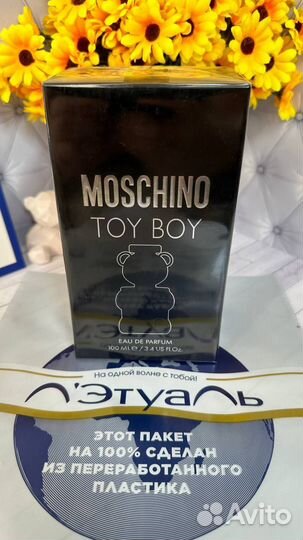 MOSCHINO
TOY BOY
EAU DE PARFUM
100 ML ℮ / 3.4 US FL.Oz.
На одной волне с тобой!
Л'Этуаль
ЭТОТ ПАКЕТ
НА 100% СДЕЛАН
ИЗ ПЕРЕРАБОТАННОГО
ПЛАСТИКА
Avito